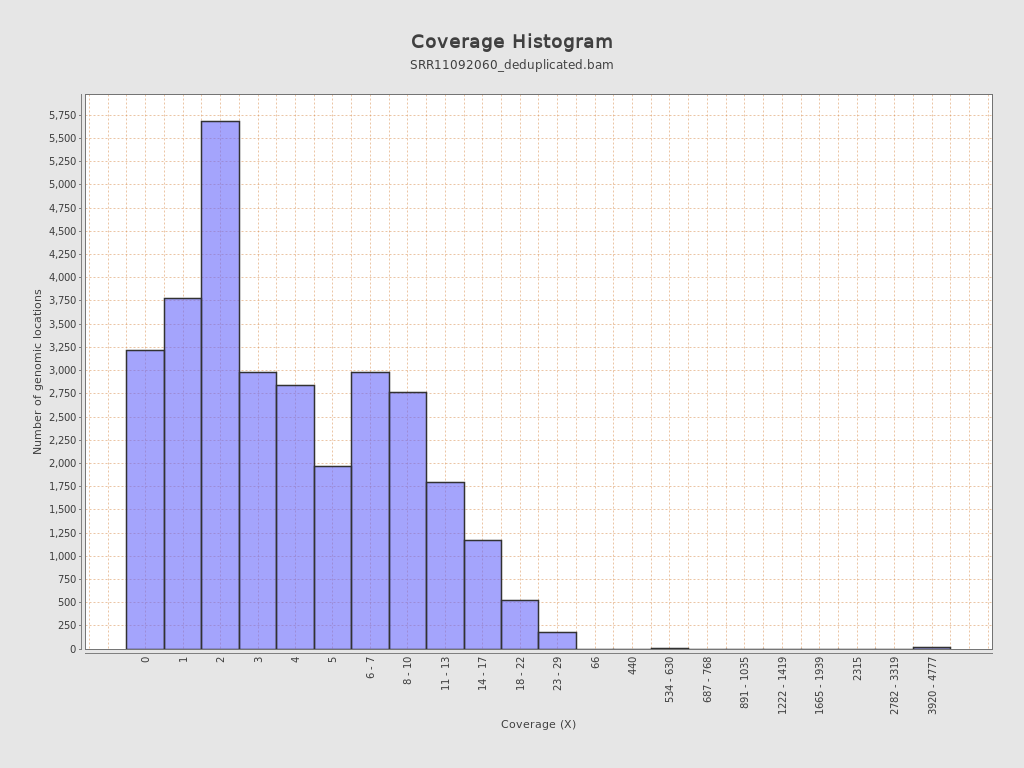 Coverage Histogram
SRR11092060_deduplicated.bam
5,750
5,500
5,250
5,000
4,750
4,500
4,250
4,000
3,750
3,500
3,250
3,000
2,750
2,500
2,250
2,000
1,750
1,500
1,250
1,000
750
500
250
0
Number of genomic locations
0
1
2
3
4
5
6 - 7
8 - 10
11 - 13
14 - 17
18 - 22
23 - 29
66
440
534 - 630
687 - 768
891 - 1035
1222 - 1419
1665 - 1939
2315
2782 - 3319
3920 - 4777
Coverage (X)